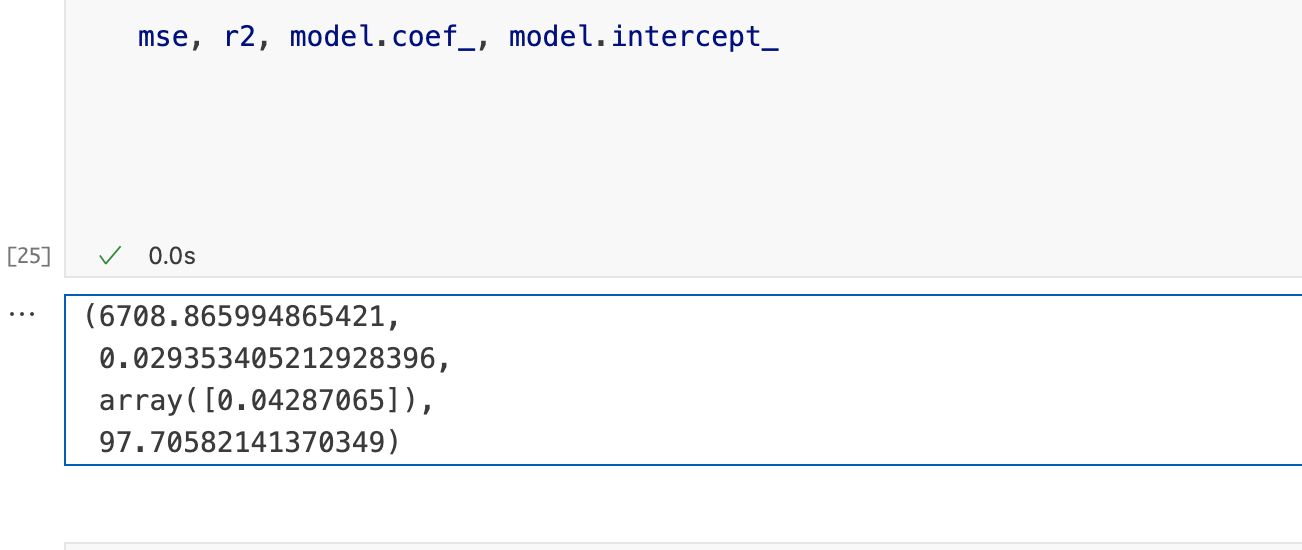 mse, r2, model.coef_, model.intercept_
[25]
✓ 0.0s
...
(6708.865994865421,
0.029353405212928396,
array([0.04287065]),
97.70582141370349)